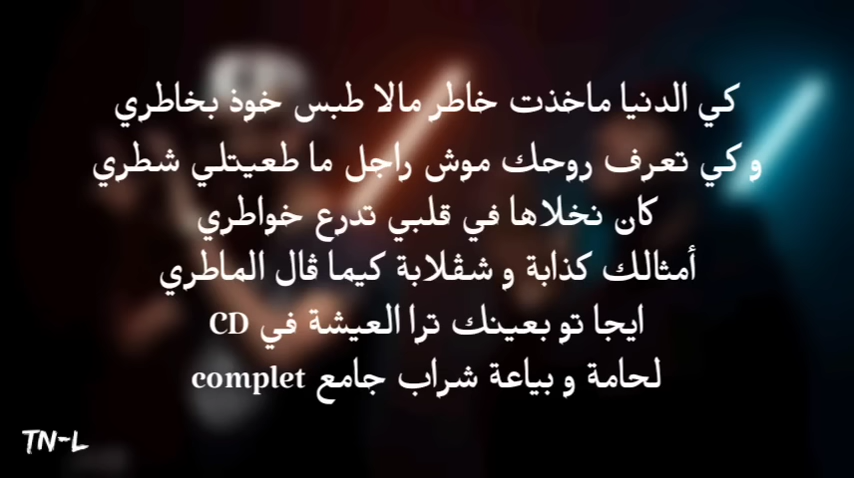 كي الدنيا ماخذت خاطر مالا طبس خوذ بخاطري
و كي تعرف روحك موش راجل ما طعيتلي شطري
كان نخلاها في قلبي تدرع خواطري
أمثالك كذابة و شڨلابة كيما ڨال الماطري
ايجا تو بعينك ترا العيشة في CD
لحامة و بياعة شراب جامع complet
TN-L